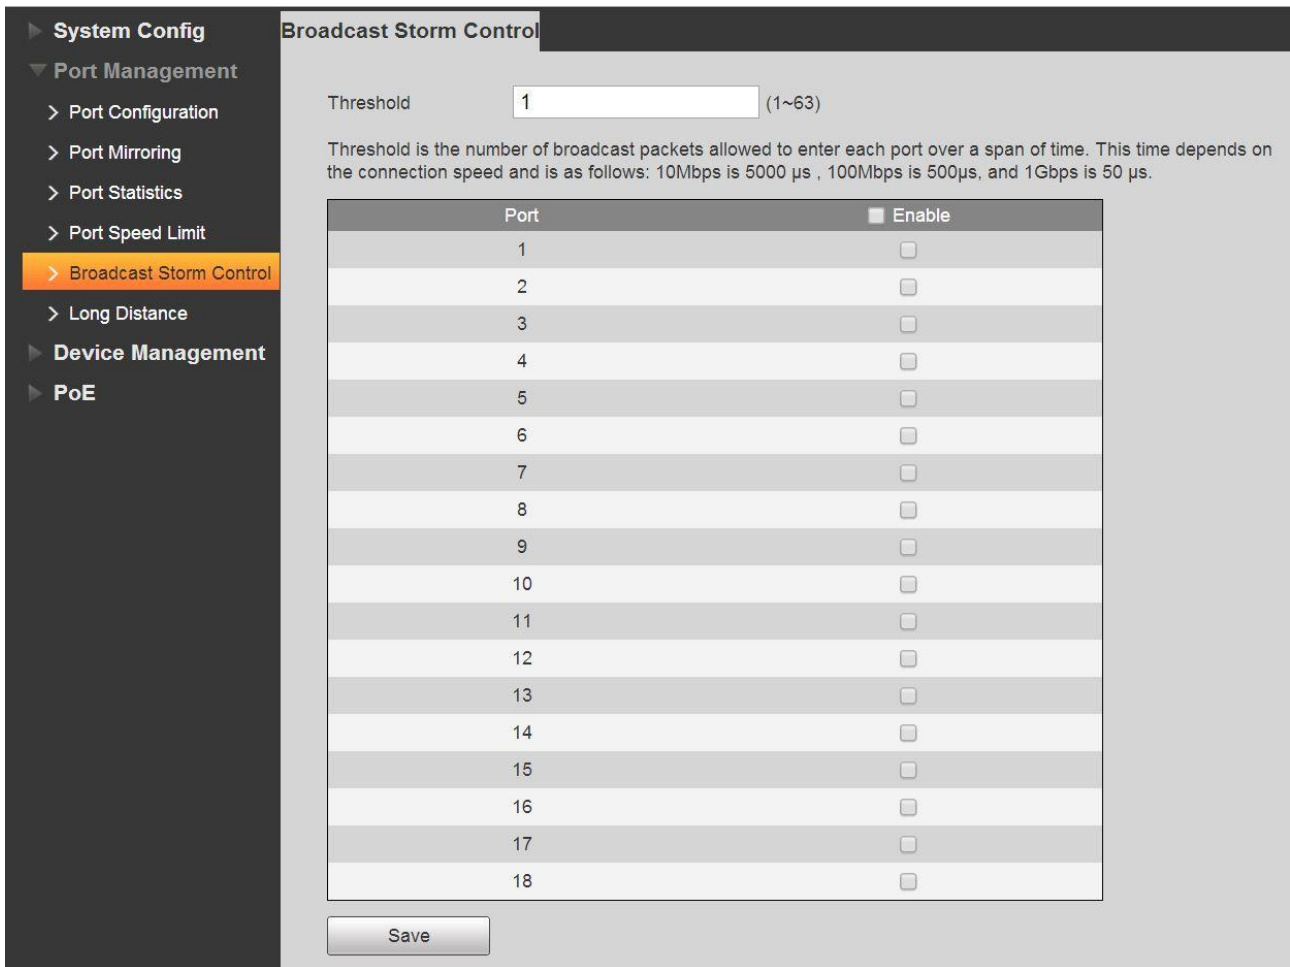 System Config
Port Management
Port Configuration
Port Mirroring
Port Statistics
Port Speed Limit
Broadcast Storm Control
Long Distance
Device Management
PoE
Broadcast Storm Control
Threshold 1 (1~63)
Threshold is the number of broadcast packets allowed to enter each port over a span of time. This time depends on
the connection speed and is as follows: 10Mbps is 5000 μs , 100Mbps is 500μs, and 1Gbps is 50 μs.
Port Enable
1
2
3
4
5
6
7
8
9
10
11
12
13
14
15
16
17
18
Save